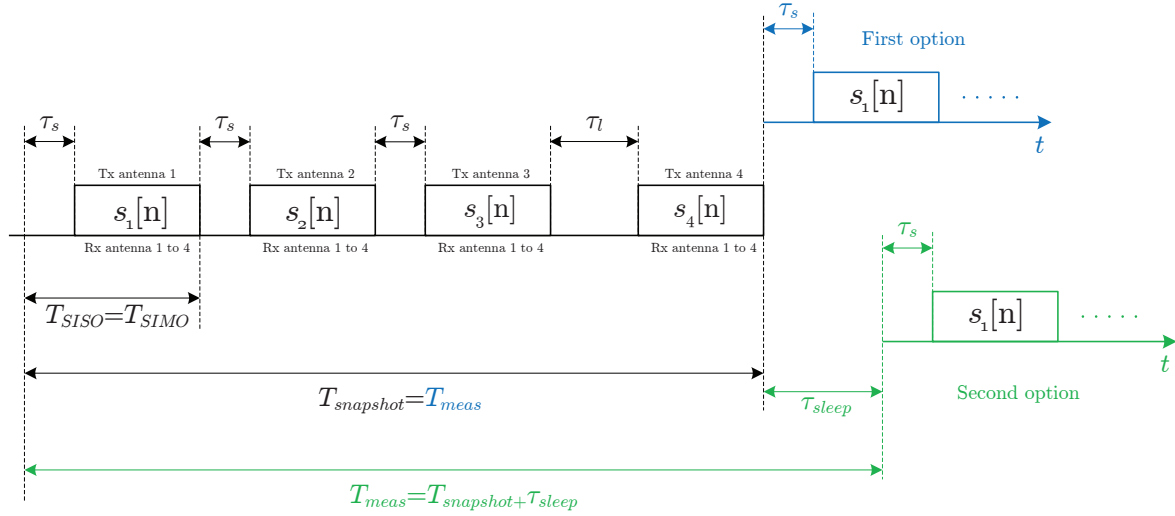 τs
First option
s1[n]
· · · · ·
t
τs
τs
τs
τl
Tx antenna 1
Tx antenna 2
Tx antenna 3
Tx antenna 4
s1[n]
s2[n]
s3[n]
s4[n]
Rx antenna 1 to 4
Rx antenna 1 to 4
Rx antenna 1 to 4
Rx antenna 1 to 4
τs
s1[n]
· · · · ·
t
TSISO=TSIMO
Tsnapshot=Tmeas
τsleep
Second option
Tmeas=Tsnapshot+τsleep